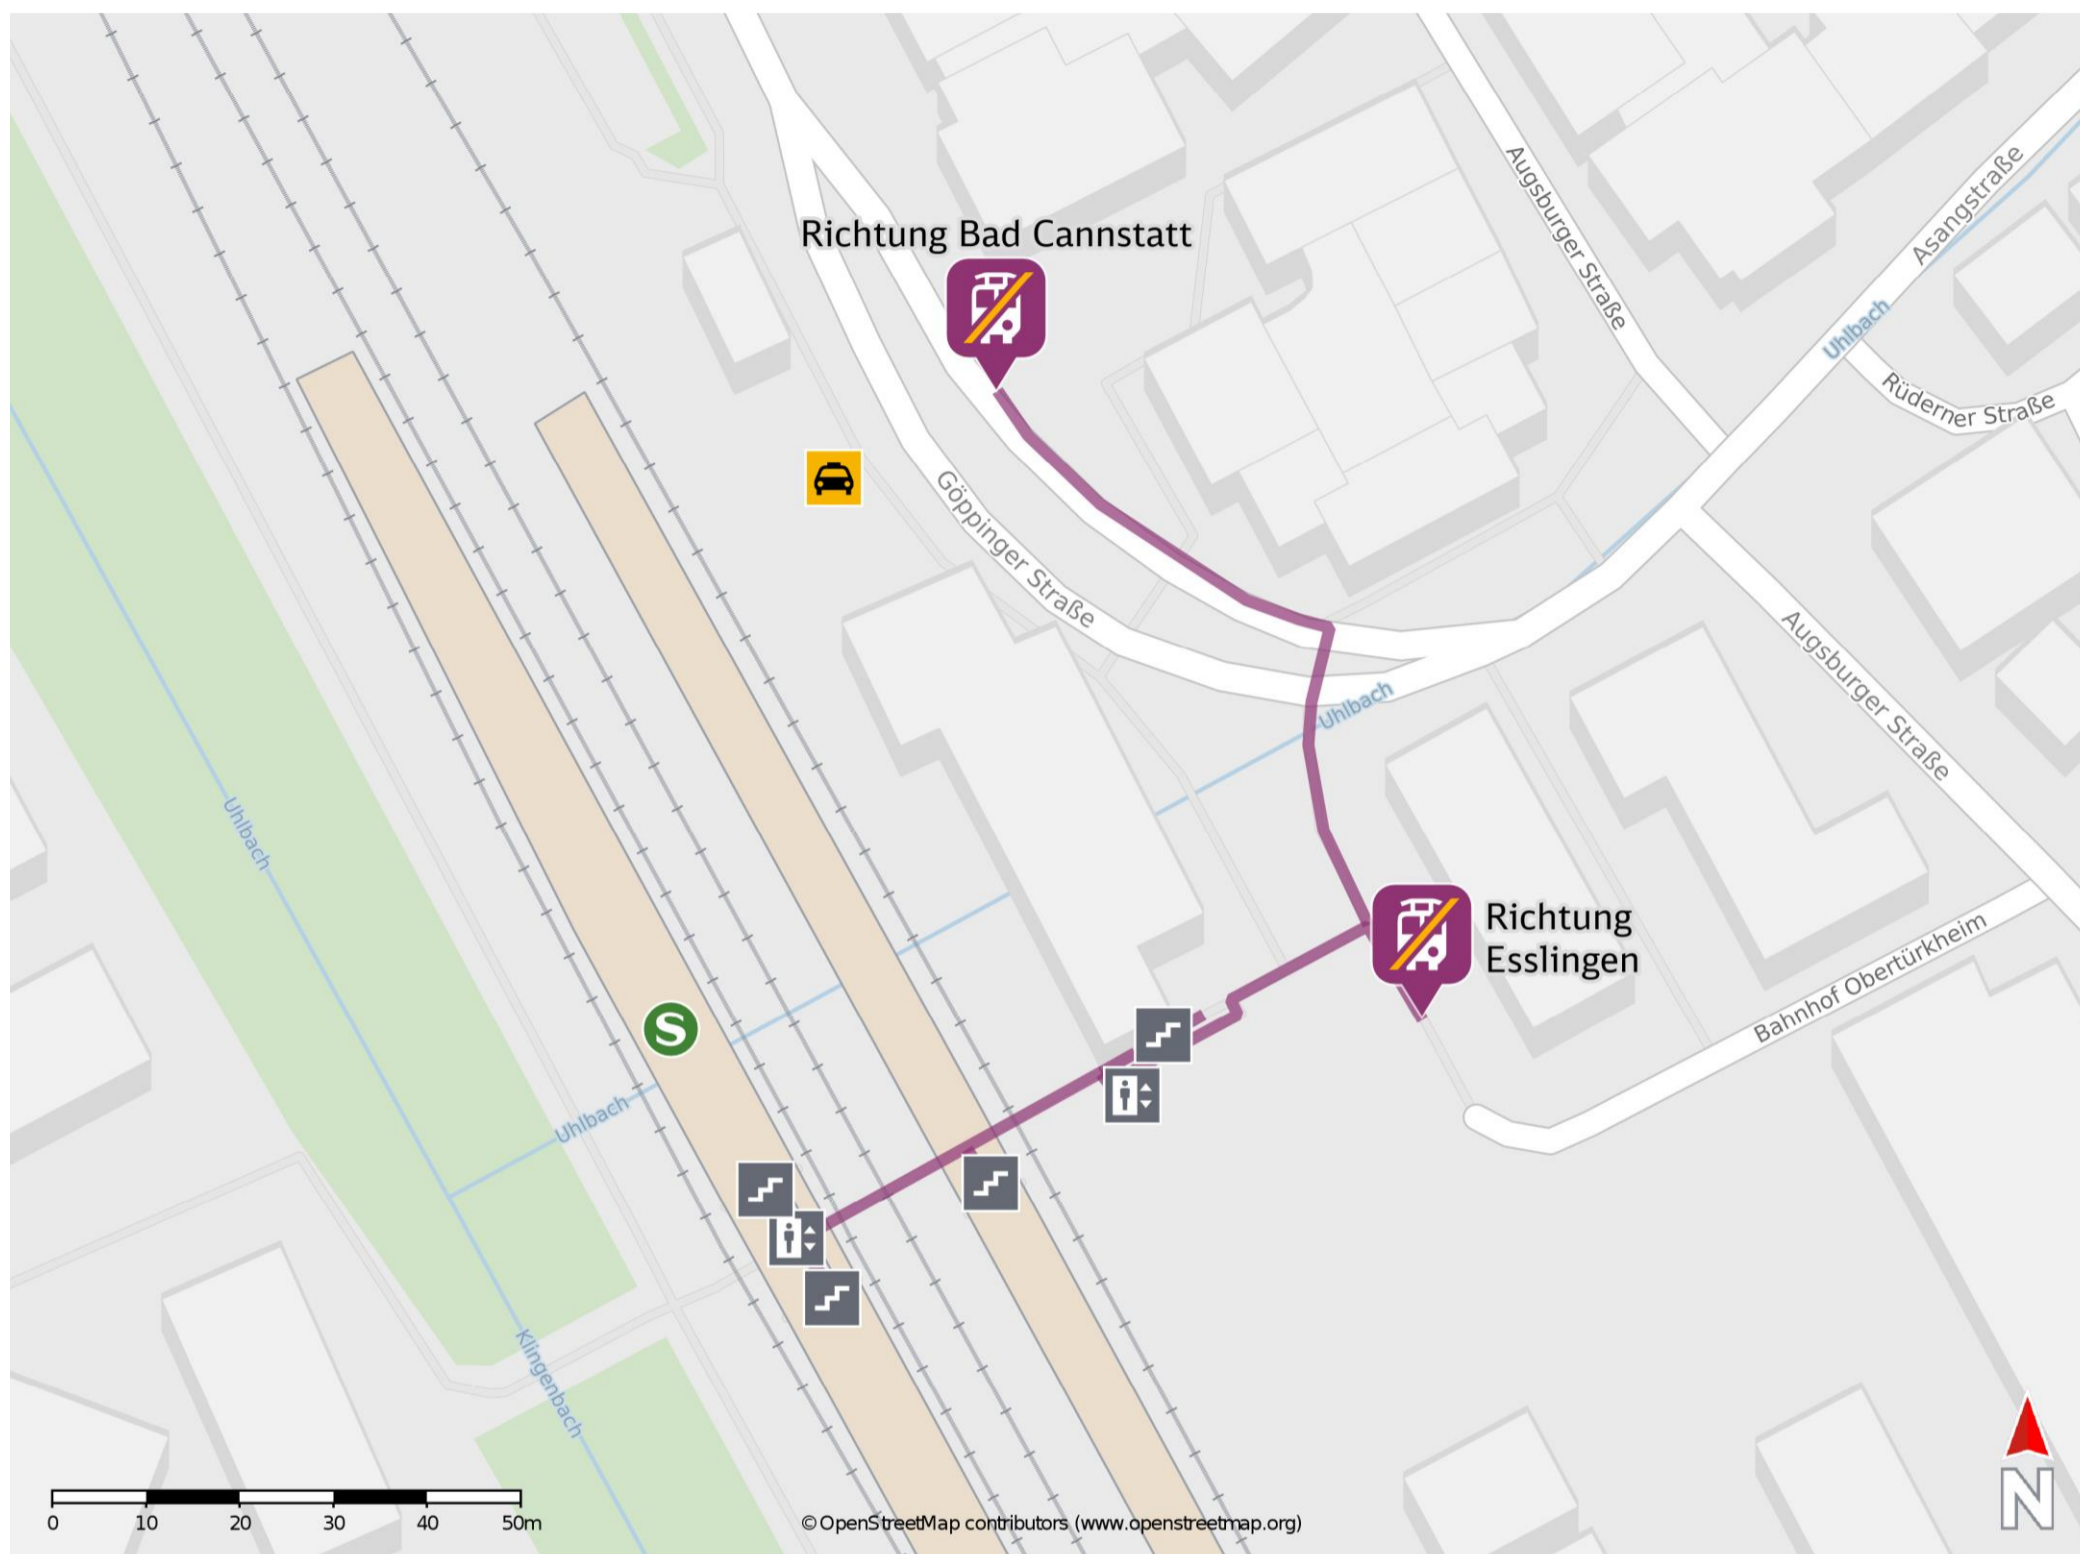 Richtung Bad Cannstatt
Augsburger Straße
Asangstraße
Uhlbach
Rüderner Straße
Göppinger Straße
Uhlbach
Augsburger Straße
Uhlbach
Richtung
Esslingen
Bahnhof Obertürkheim
S
Uhlbach
Klingenbach
0 10 20 30 40 50m
©OpenStreetMap contributors (www.openstreetmap.org)
N